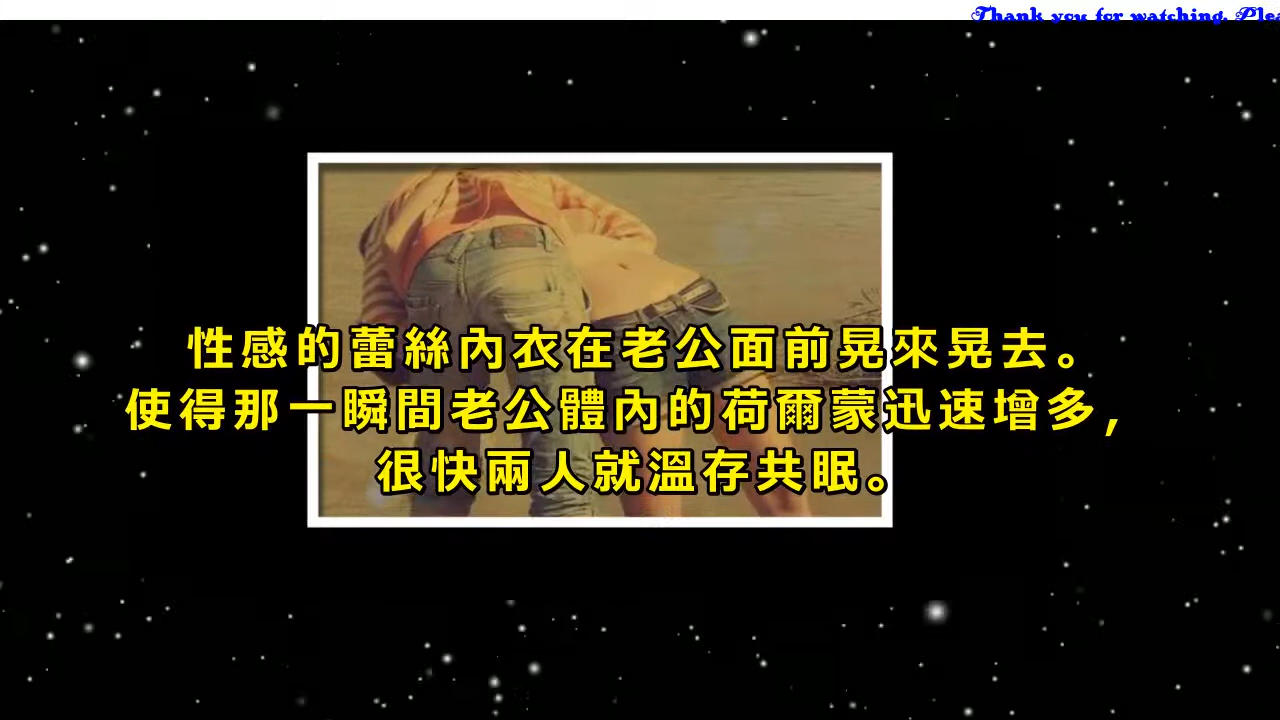 Thank you for watching. Plea
性感的蕾絲內衣在老公面前晃來晃去。
使得那一瞬間老公體內的荷爾蒙迅速增多，
很快兩人就溫存共眠。